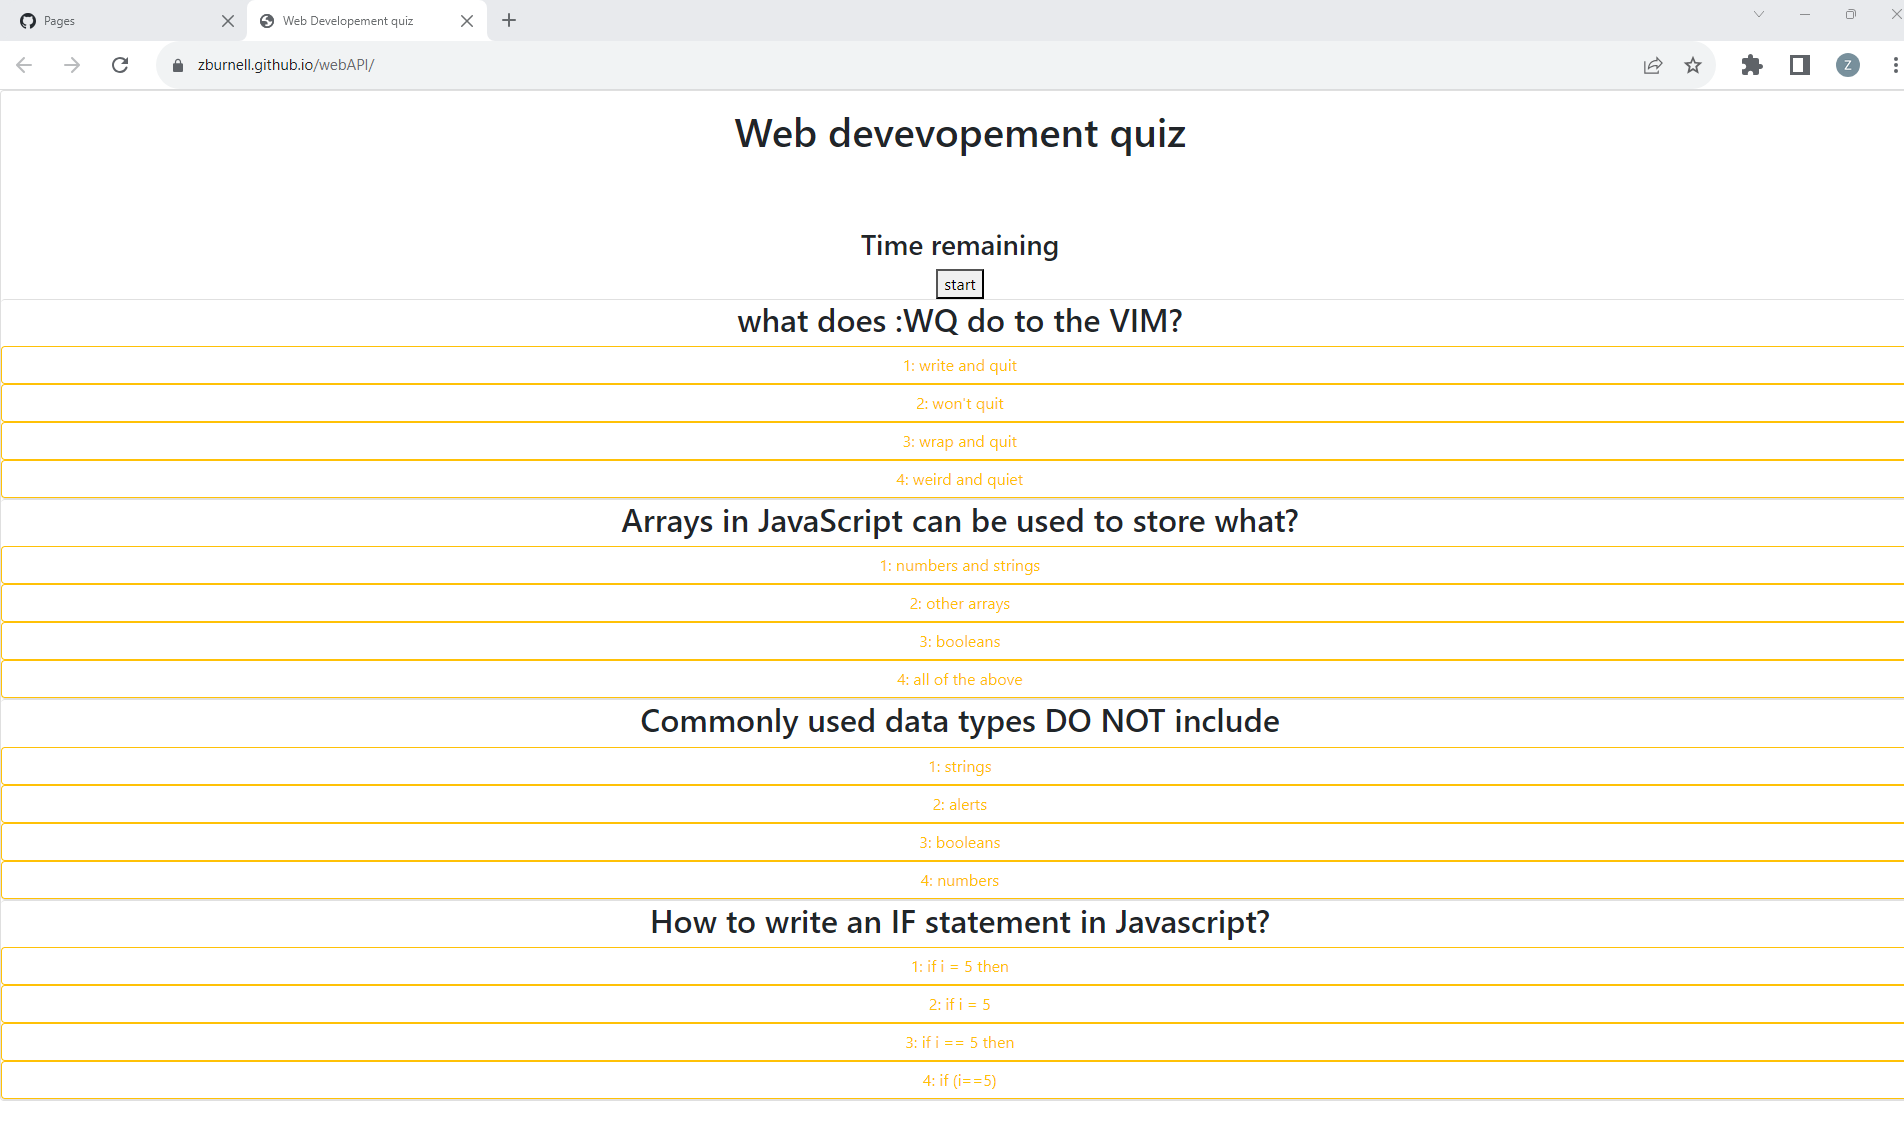 Pages
Web Developement quiz
zburnell.github.io/webAPI/
Z
Web devevopement quiz
Time remaining
start
what does :WQ do to the VIM?
1: write and quit
2: won't quit
3: wrap and quit
4: weird and quiet
Arrays in JavaScript can be used to store what?
1: numbers and strings
2: other arrays
3: booleans
4: all of the above
Commonly used data types DO NOT include
1: strings
2: alerts
3: booleans
4: numbers
How to write an IF statement in Javascript?
1: if i = 5 then
2: if i = 5
3: if i == 5 then
4: if (i==5)